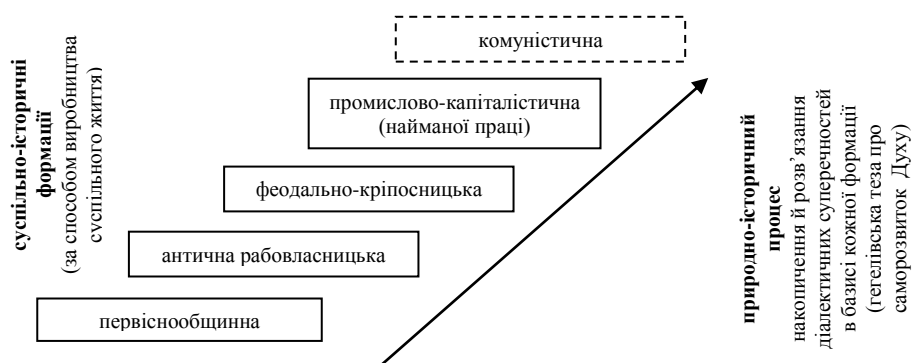 суспільно-історичні
формації
(за способом виробництва
суспільного життя)
комуністична
промислово-капіталістична
(найманої праці)
феодально-кріпосницька
антична рабовласницька
первіснообщинна
природно-історичний
процес
накопичення й розв’язання
діалектичних суперечностей
в базисі кожної формації
(гегелівська теза про
саморозвиток Духу)